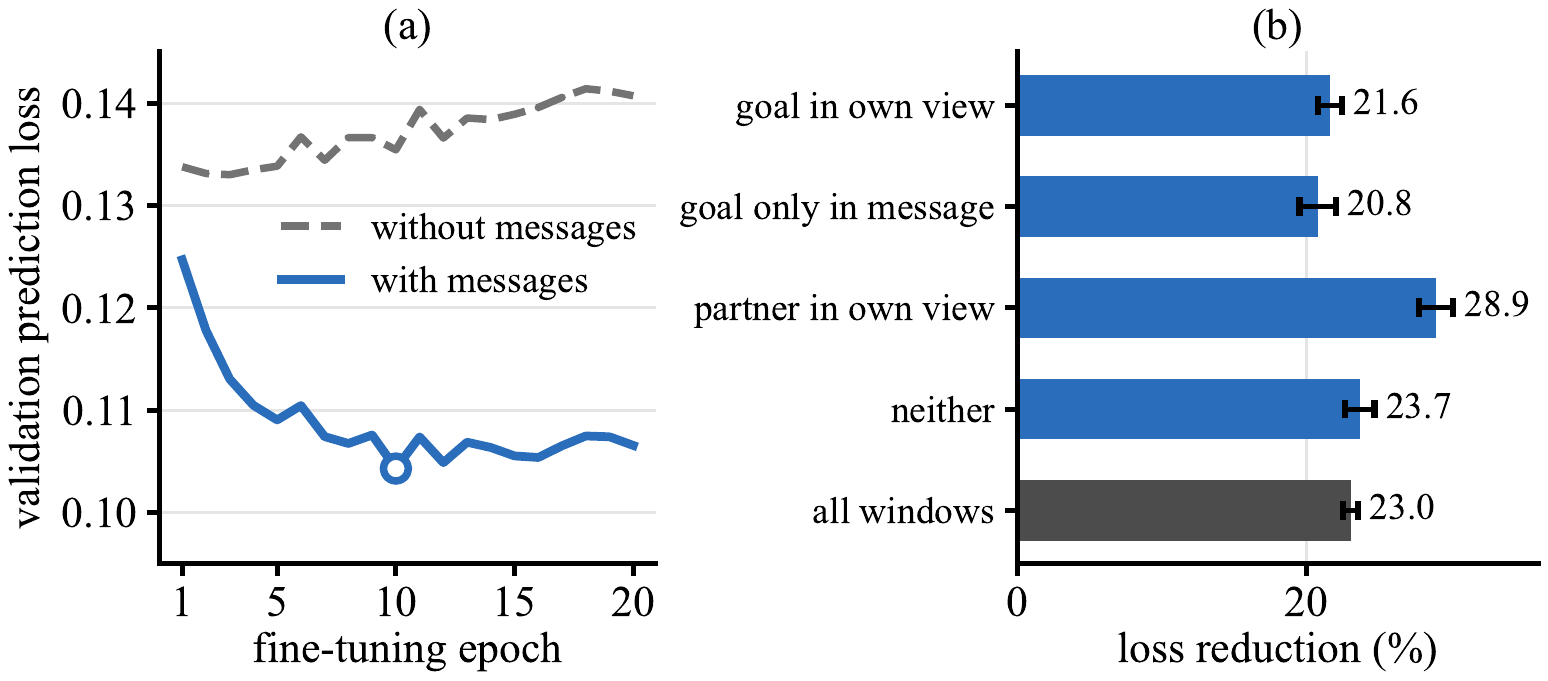 (a)
validation prediction loss
0.14
0.13
0.12
0.11
0.10
without messages
with messages
1 5 10 15 20
fine-tuning epoch
(b)
goal in own view 21.6
goal only in message 20.8
partner in own view 28.9
neither 23.7
all windows 23.0
0 20
loss reduction (%)